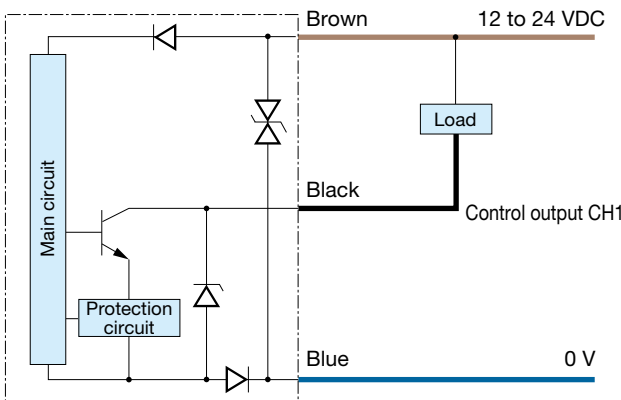 Brown
12 to 24 VDC
Load
Main circuit
Black
Control output CH1
Protection
circuit
Blue
0 V